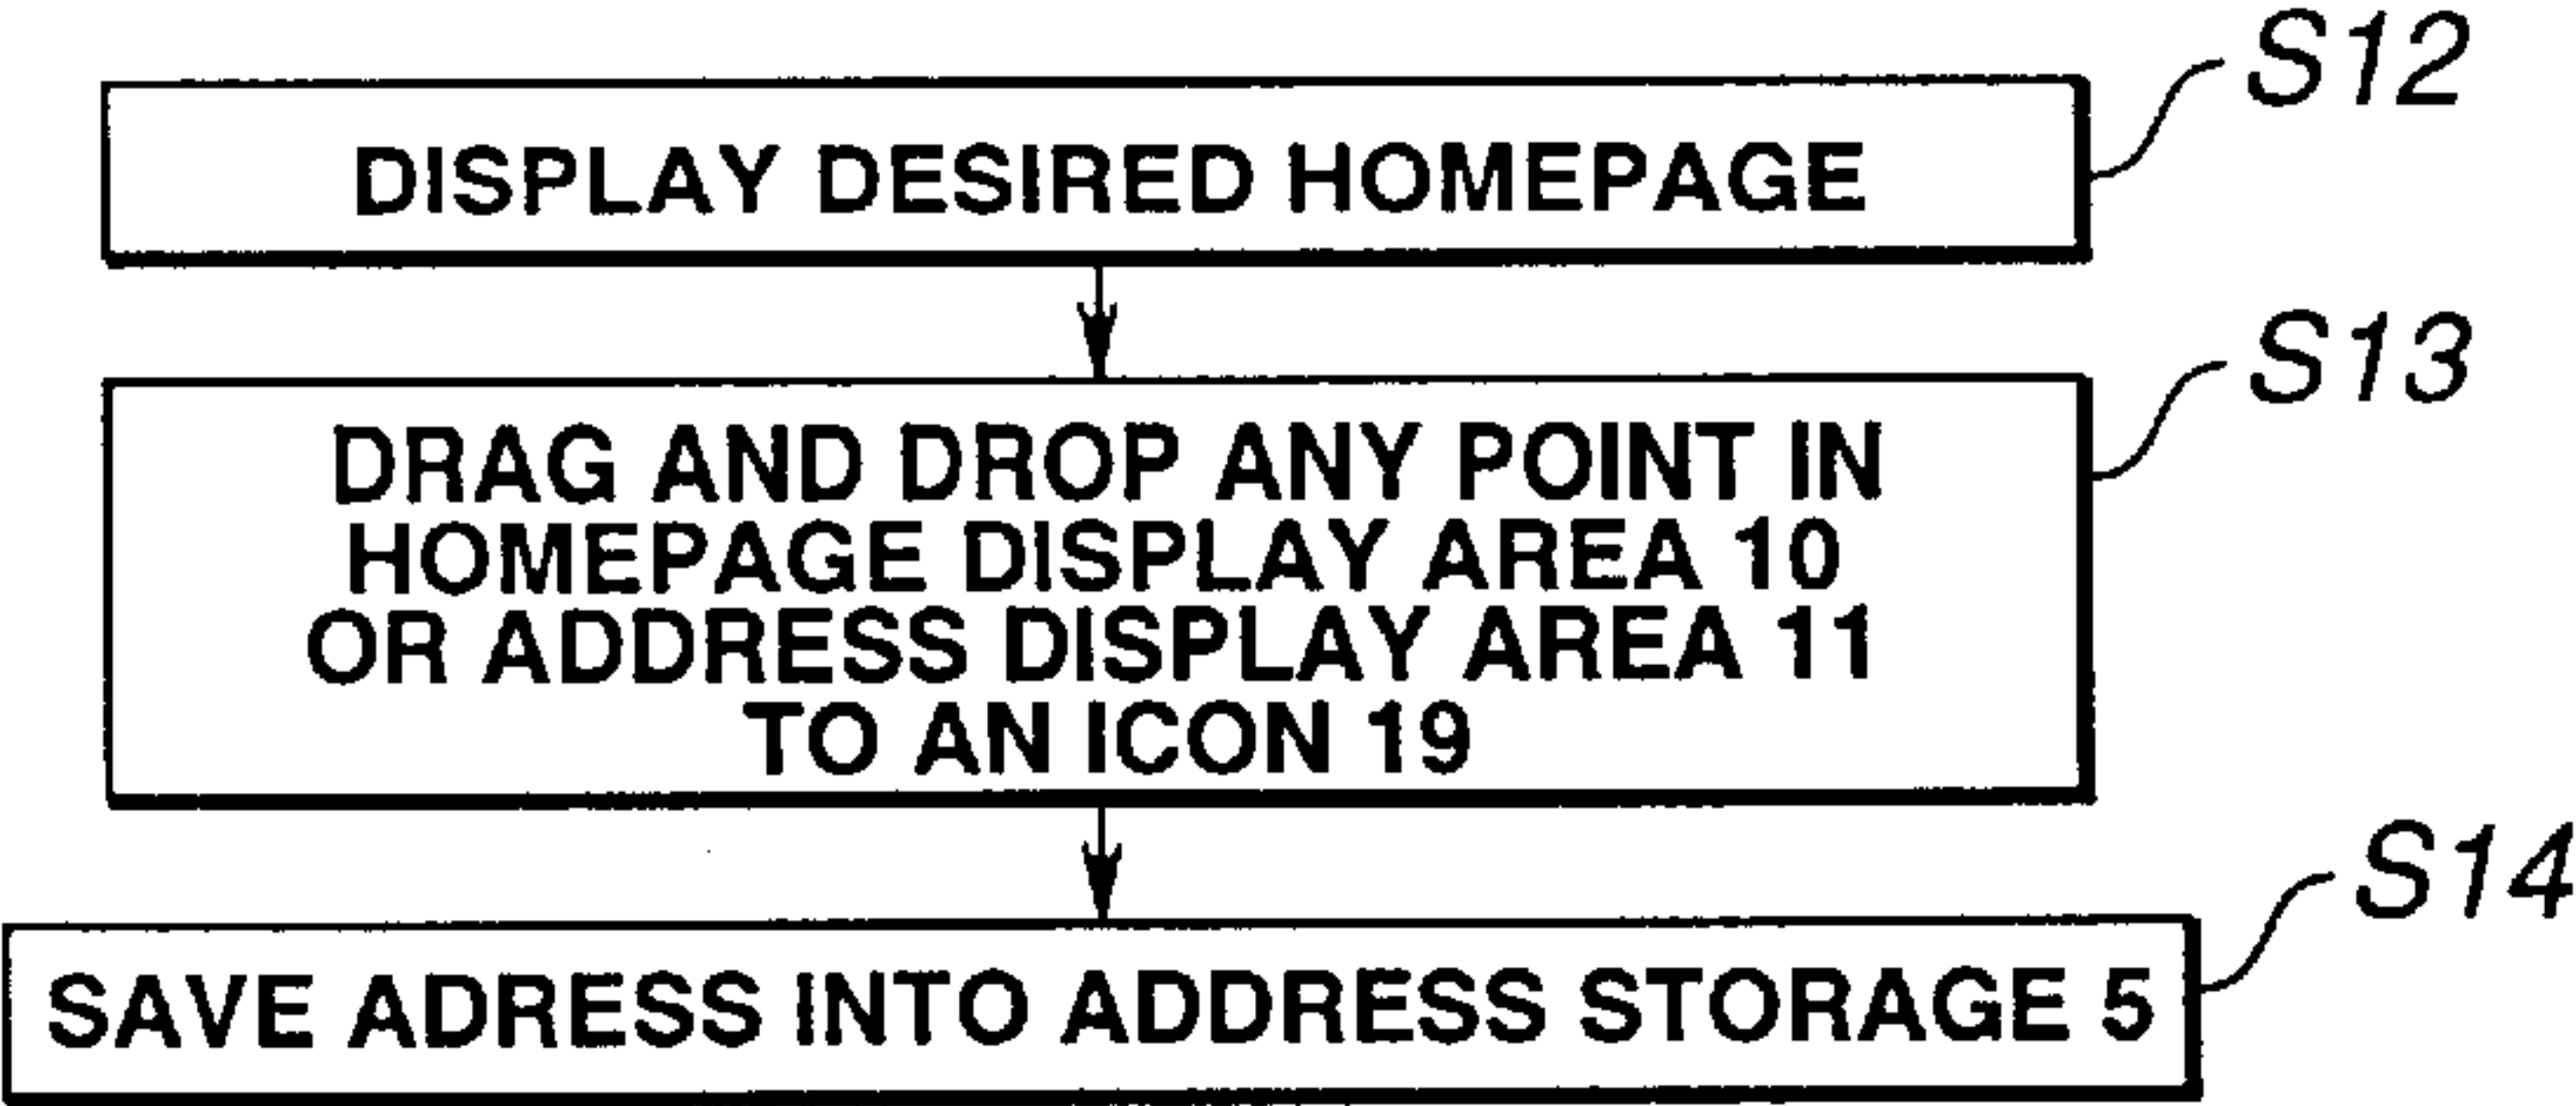 S12
DISPLAY DESIRED HOMEPAGE
S13
DRAG AND DROP ANY POINT IN
HOMEPAGE DISPLAY AREA 10
OR ADDRESS DISPLAY AREA 11
TO AN ICON 19
S14
SAVE ADRESS INTO ADDRESS STORAGE 5